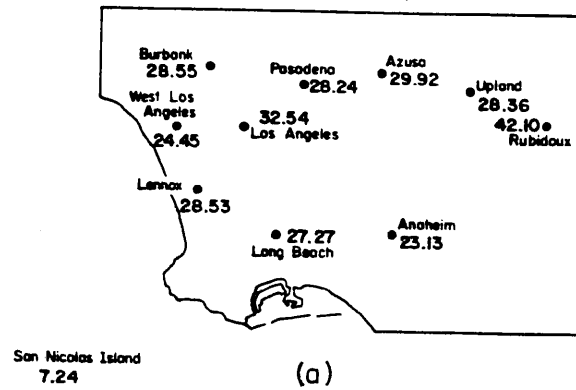 Burbank
28.55
Pasadena
28.24
Azusa
29.92
Upland
28.36
West Los
Angeles
24.45
32.54
Los Angeles
42.10
Rubidoux
Lennox
28.53
27.27
Long Beach
Anaheim
23.13
San Nicolas Island
7.24
(a)